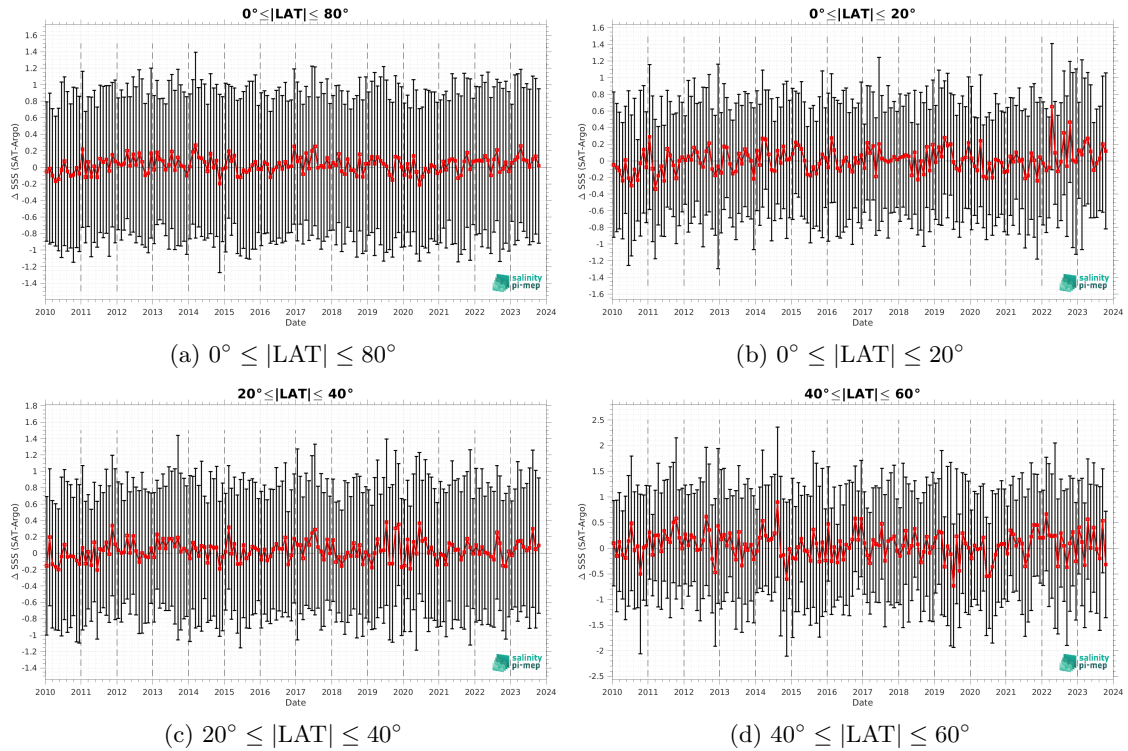 0°≤|LAT|≤ 80°
Δ SSS (SAT-Argo)
1.6
1.4
1.2
1
0.8
0.6
0.4
0.2
0
-0.2
-0.4
-0.6
-0.8
-1
-1.2
-1.4
salinity
pi-mep
2010 2011 2012 2013 2014 2015 2016 2017 2018 2019 2020 2021 2022 2023 2024
Date
(a) 0° ≤ |LAT| ≤ 80°
0°≤|LAT|≤ 20°
Δ SSS (SAT-Argo)
1.6
1.4
1.2
1
0.8
0.6
0.4
0.2
0
-0.2
-0.4
-0.6
-0.8
-1
-1.2
-1.4
-1.6
salinity
pi-mep
2010 2011 2012 2013 2014 2015 2016 2017 2018 2019 2020 2021 2022 2023 2024
Date
(b) 0° ≤ |LAT| ≤ 20°
20°≤|LAT|≤ 40°
Δ SSS (SAT-Argo)
1.8
1.6
1.4
1.2
1
0.8
0.6
0.4
0.2
0
-0.2
-0.4
-0.6
-0.8
-1
-1.2
-1.4
salinity
pi-mep
2010 2011 2012 2013 2014 2015 2016 2017 2018 2019 2020 2021 2022 2023 2024
Date
(c) 20° ≤ |LAT| ≤ 40°
40°≤|LAT|≤ 60°
Δ SSS (SAT-Argo)
2.5
2
1.5
1
0.5
0
-0.5
-1
-1.5
-2
-2.5
salinity
pi-mep
2010 2011 2012 2013 2014 2015 2016 2017 2018 2019 2020 2021 2022 2023 2024
Date
(d) 40° ≤ |LAT| ≤ 60°